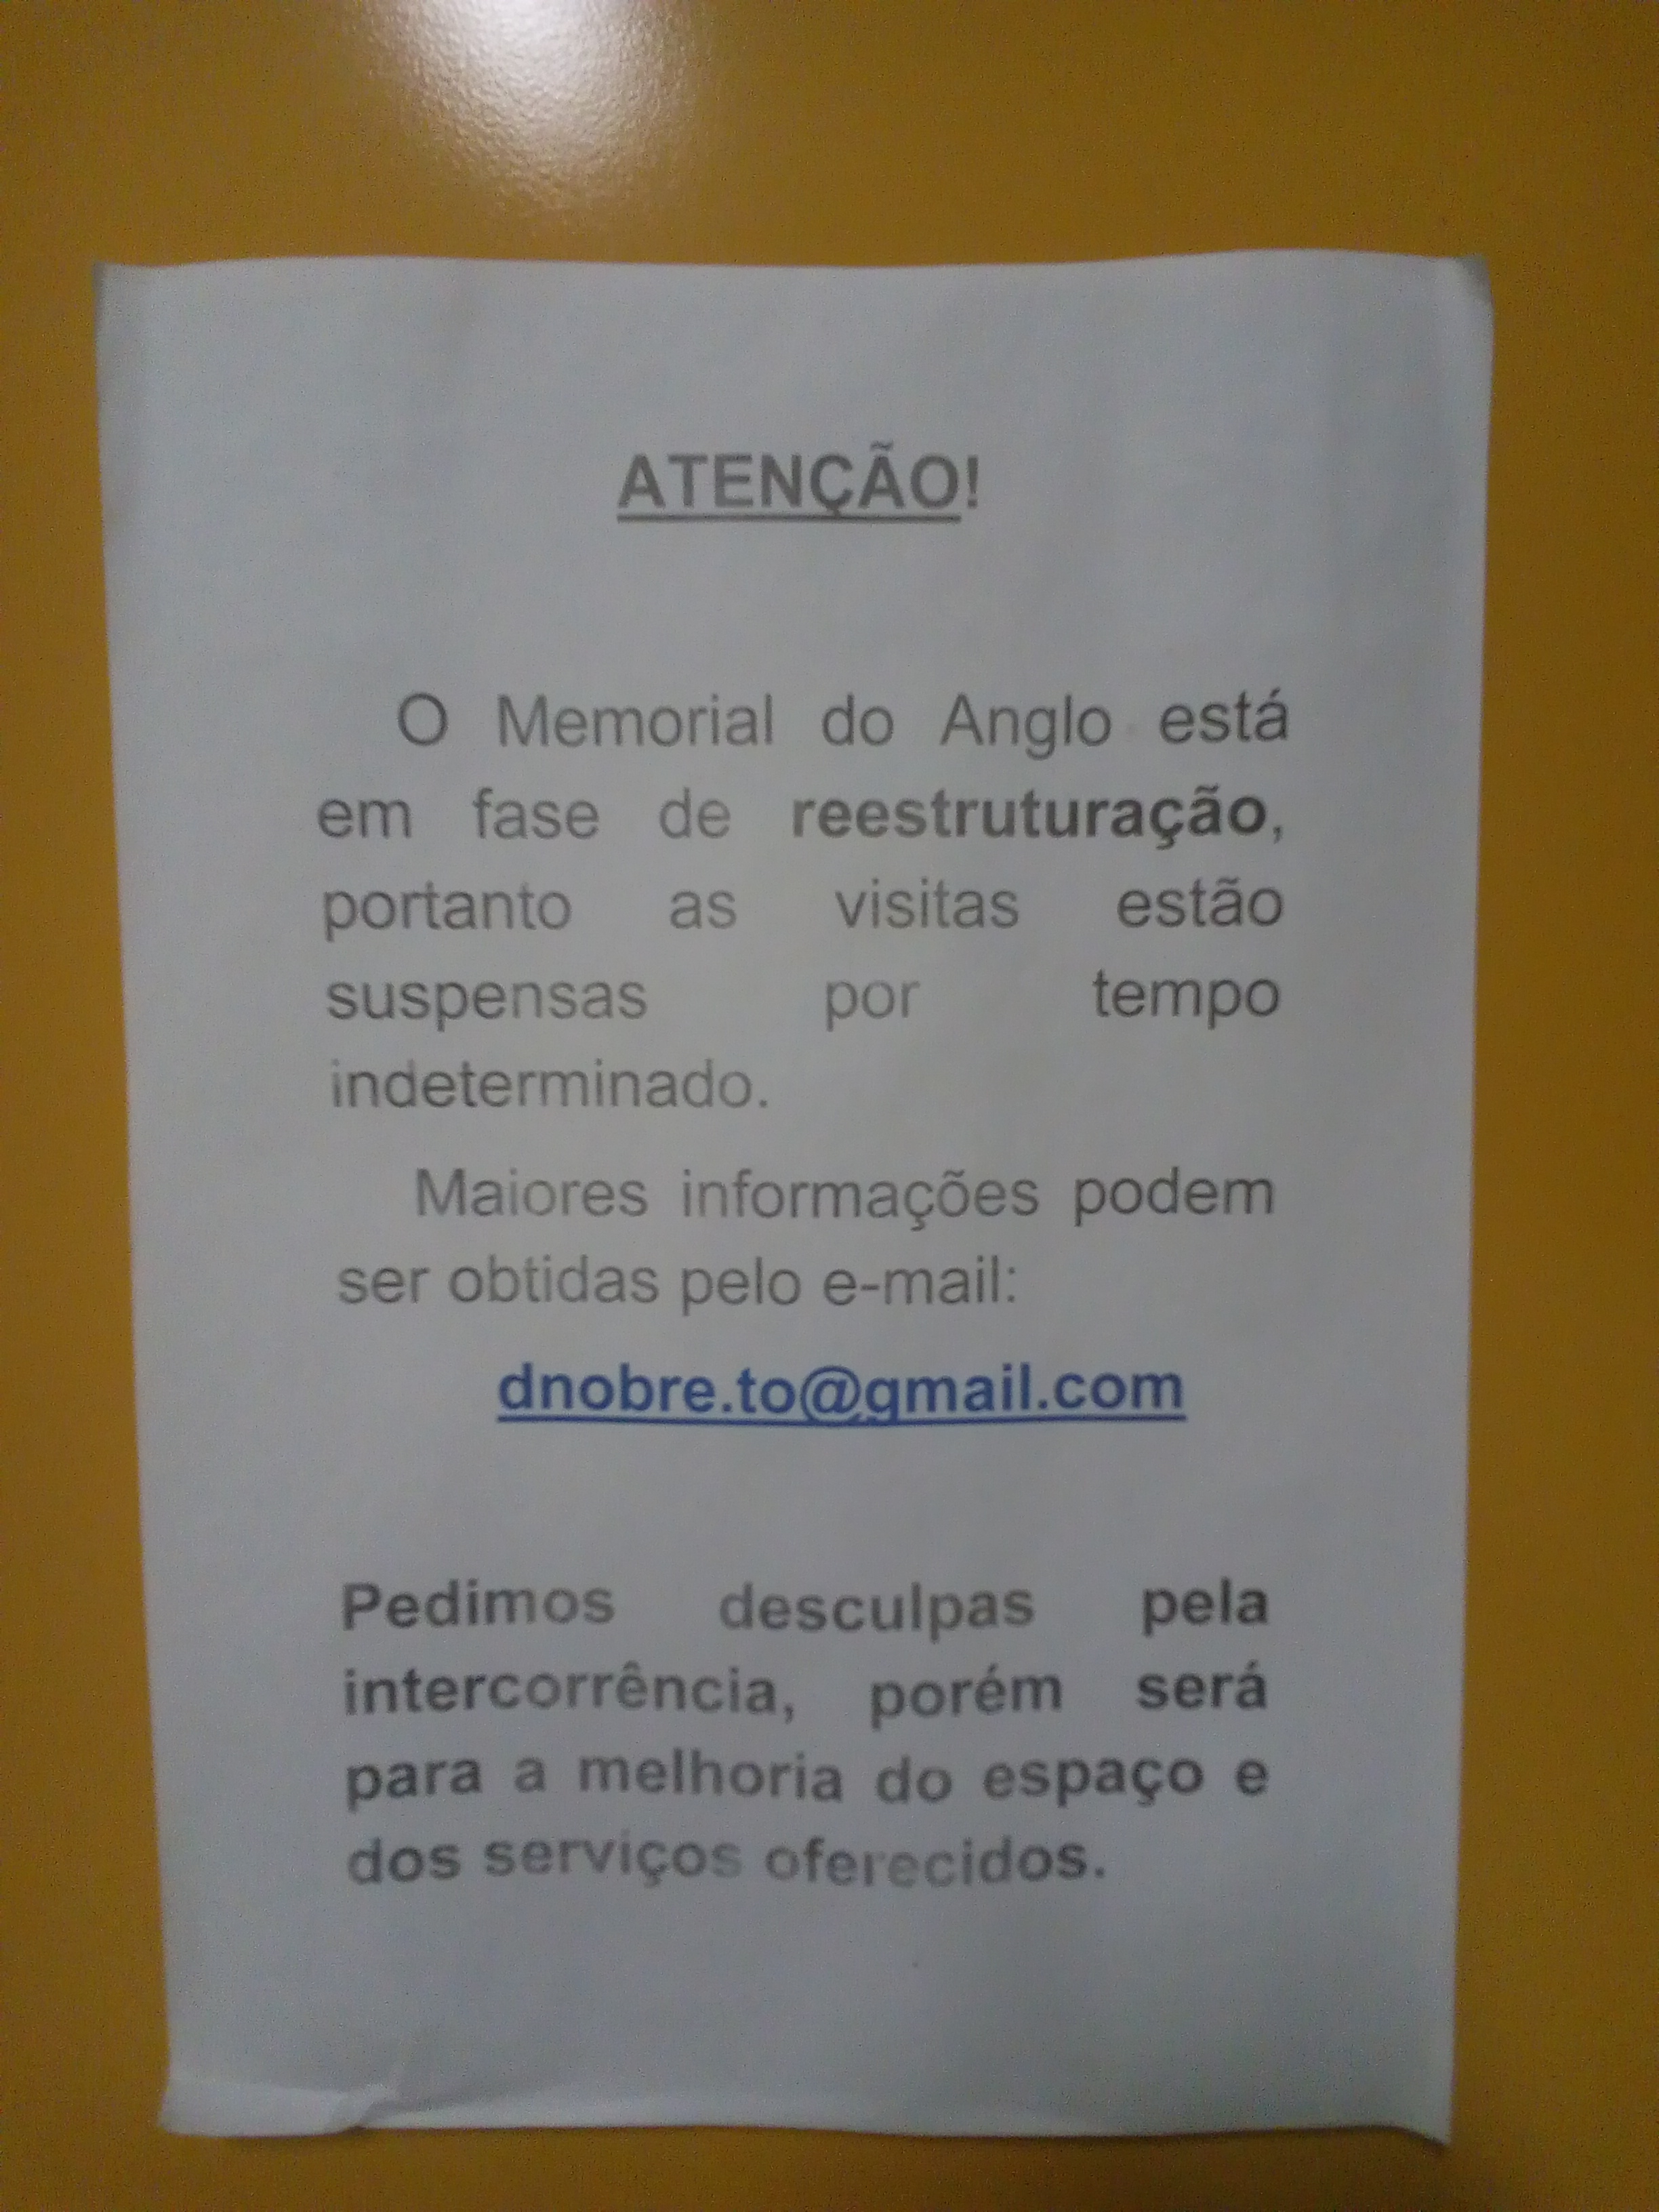 ATENÇÃO!
O Memorial do Anglo está
em fase de reestruturação,
portanto as visitas estão
suspensas por tempo
indeterminado.
Maiores informações podem
ser obtidas pelo e-mail:
dnobre.to@gmail.com
Pedimos desculpas pela
intercorrência, porém será
para a melhoria do espaço e
dos serviços oferecidos.